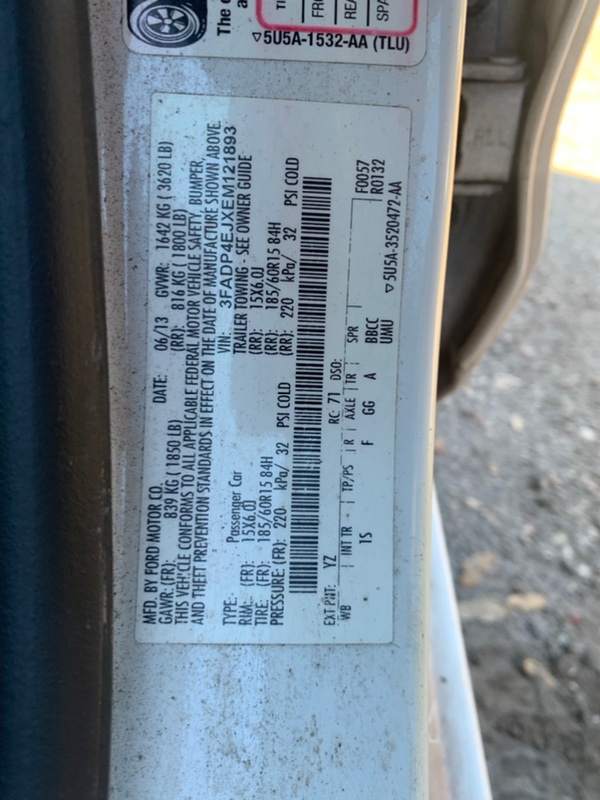 The
a
TI
FRO
REA
SPA
▽5U5A-1532-AA (TLU)
MFD. BY FORD MOTOR CO.
DATE: 06/13 GVWR: 1642 KG ( 3620 LB)
GAWR: (FR): 839 KG ( 1850 LB) (RR): 816 KG ( 1800 LB)
THIS VEHICLE CONFORMS TO ALL APPLICABLE FEDERAL MOTOR VEHICLE SAFETY, BUMPER,
AND THEFT PREVENTION STANDARDS IN EFFECT ON THE DATE OF MANUFACTURE SHOWN ABOVE.
VIN: 3FADP4EJXEM121893
TYPE: Passenger Car TRAILER TOWING - SEE OWNER GUIDE
RIM: (FR): 15X6.0J (RR): 15X6.0J
TIRE: (FR): 185/60R15 84H (RR): 185/60R15 84H
PRESSURE: (FR): 220 kPa/ 32 PSI COLD (RR): 220 kPa/ 32 PSI COLD
EXT PNT: YZ RC: 71 DSO: F0057
WB INT TR TP/PS R AXLE TR SPR R0132
1S F GG A BBCC
UMU ▽5U5A-3520472-AA